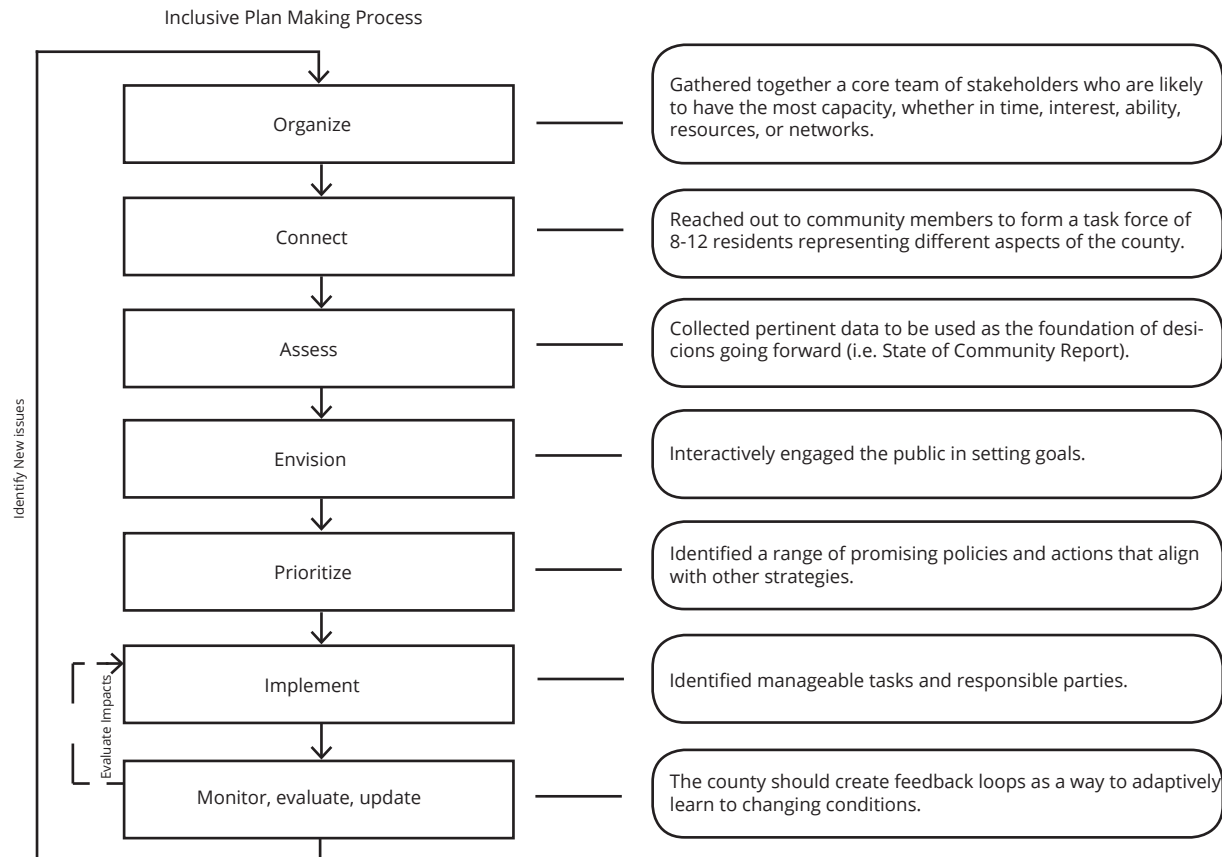 Inclusive Plan Making Process
Organize
Gathered together a core team of stakeholders who are likely
to have the most capacity, whether in time, interest, ability,
resources, or networks.
Connect
Reached out to community members to form a task force of
8-12 residents representing different aspects of the county.
Assess
Collected pertinent data to be used as the foundation of desi-
cions going forward (i.e. State of Community Report).
Envision
Interactively engaged the public in setting goals.
Prioritize
Identified a range of promising policies and actions that align
with other strategies.
Implement
Identified manageable tasks and responsible parties.
Monitor, evaluate, update
The county should create feedback loops as a way to adaptively
learn to changing conditions.
Identify New issues
Evaluate Impacts